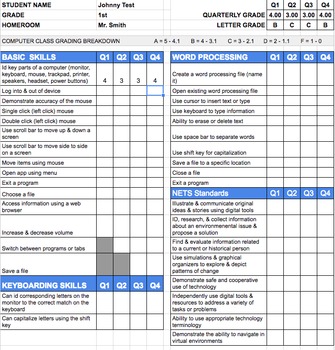 STUDENT NAME Johnny Test Q1 Q2 Q3 Q4
GRADE 1st QUARTERLY GRADE 4.00 3.00 3.00 4.00
HOMEROOM Mr. Smith LETTER GRADE B C C B
COMPUTER CLASS GRADING BREAKDOWN A = 5 - 4.1 B = 4 - 3.1 C = 3 - 2.1 D = 2 - 1.1 F = 1 - 0
BASIC SKILLS Q1 Q2 Q3 Q4
Id key parts of a computer (monitor,
keyboard, mouse, trackpad, printer,
speakers, headset, power buttons) 4 3 3 4
Log into & out of device
Demonstrate accuracy of the mouse
Single click (left click) mouse
Double click (left click) mouse
Use scroll bar to move up & down a
screen
Use scroll bar to move side to side
on a screen
Move items using mouse
Open app using menu
Exit a program
Choose a file
Access information using a web
browser
Increase & decrease volume
Switch between programs or tabs
Save a file
KEYBOARDING SKILLS Q1 Q2 Q3 Q4
Can id corresponding letters on the
monitor to the correct match on the
keyboard
Can capitalize letters using the shift
key
WORD PROCESSING Q1 Q2 Q3 Q4
Create a word processing file (name
it)
Open existing word processing file
Use cursor to insert text or type
Use keyboard to type information
Ability to erase or delete text
Use space bar to separate words
Use shift key for capitalization
Save a file to a specific location
Close a file
Exit a program
NETS Standards Q1 Q2 Q3 Q4
Illustrate & communicate original
ideas & stories using digital tools
ID, research, & collect information
about an environmental issue &
propose a solution
Find & evaluate information related
to a current or historical person
Use simulations & graphical
organizers to explore & depict
patterns of change
Demonstrate safe and cooperative
use of technology
Independently use digital tools &
resources to address a variety of
tasks or problems
Ability to use appropriate technology
terminology
Demonstrate the ability to navigate in
virtual environments